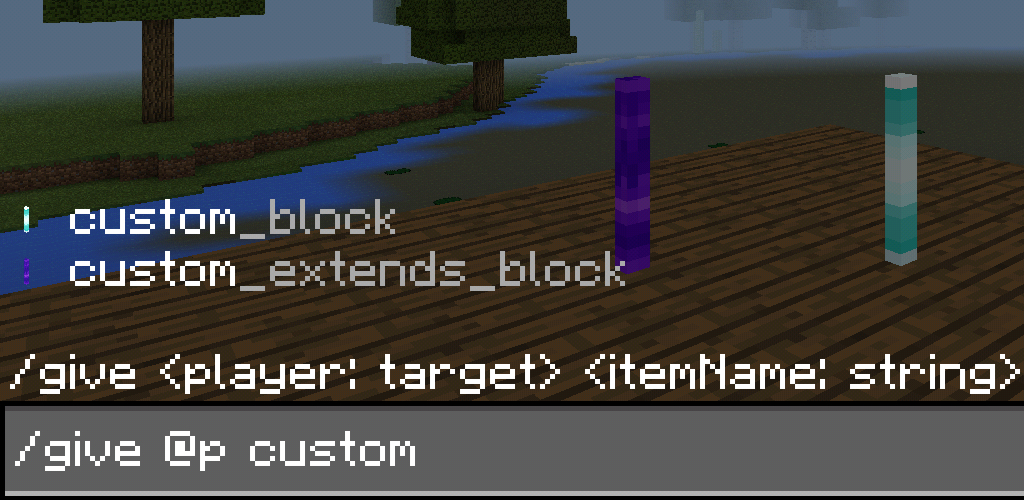 custom_block
custom_extends_block
/give <player: target> <itemName: string>
/give @p custom